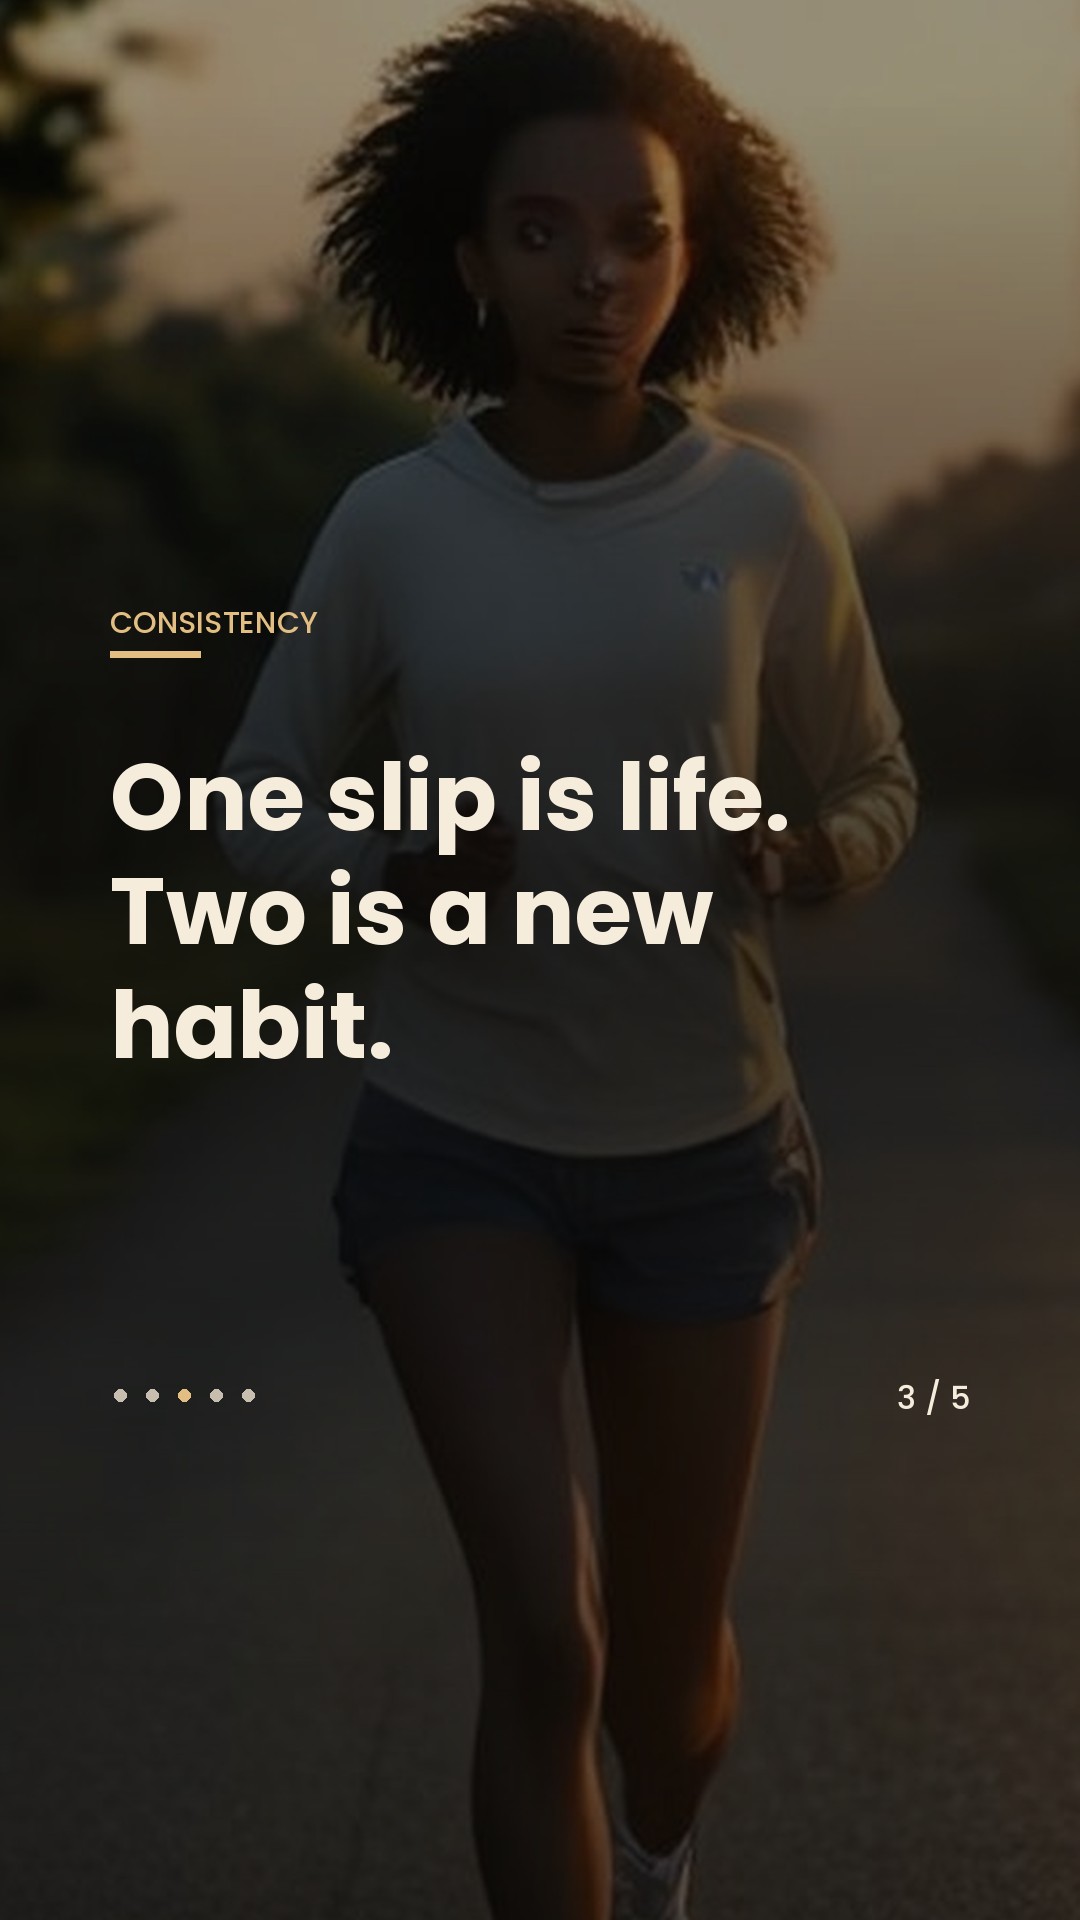 CONSISTENCY
One slip is life.
Two is a new
habit.
3 / 5